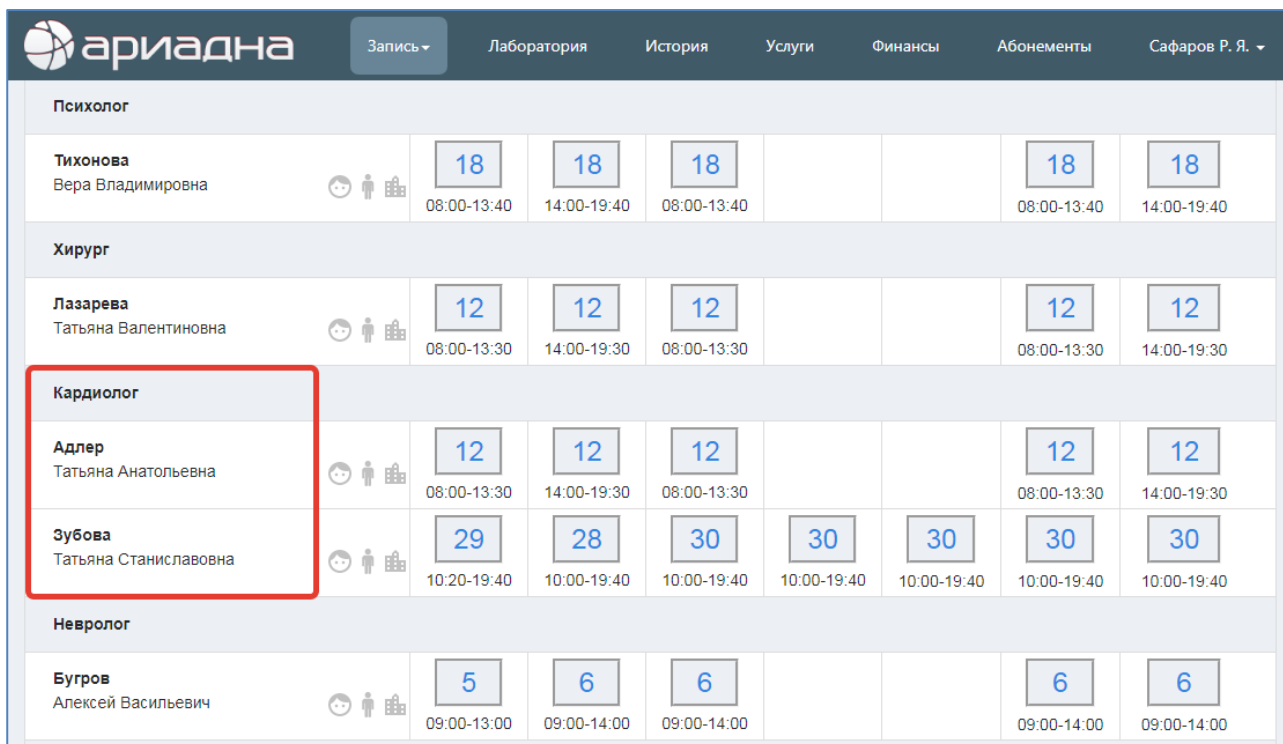 ариадна Запись Лаборатория История Услуги Финансы Абонементы Сафаров Р. Я.
Психолог
Тихонова
Вера Владимировна
18 18 18 18 18
08:00-13:40 14:00-19:40 08:00-13:40 08:00-13:40 14:00-19:40
Хирург
Лазарева
Татьяна Валентиновна
12 12 12 12 12
08:00-13:30 14:00-19:30 08:00-13:30 08:00-13:30 14:00-19:30
Кардиолог
Адлер
Татьяна Анатольевна
12 12 12 12 12
08:00-13:30 14:00-19:30 08:00-13:30 08:00-13:30 14:00-19:30
Зубова
Татьяна Станиславовна
29 28 30 30 30 30 30
10:20-19:40 10:00-19:40 10:00-19:40 10:00-19:40 10:00-19:40 10:00-19:40 10:00-19:40
Невролог
Бугров
Алексей Васильевич
5 6 6 6 6
09:00-13:00 09:00-14:00 09:00-14:00 09:00-14:00 09:00-14:00